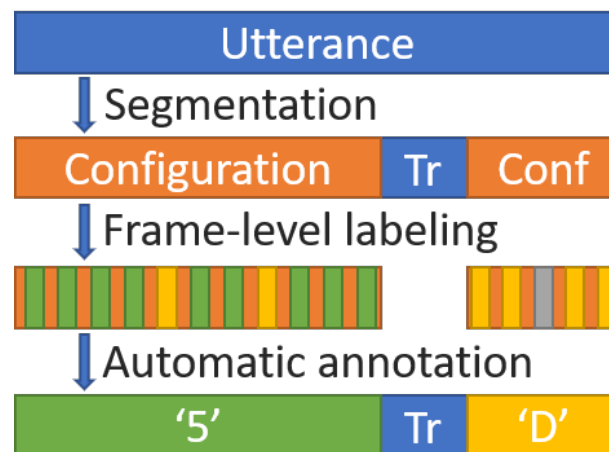 Utterance
Segmentation
Configuration Tr Conf
Frame-level labeling
Automatic annotation
‘5’ Tr ‘D’